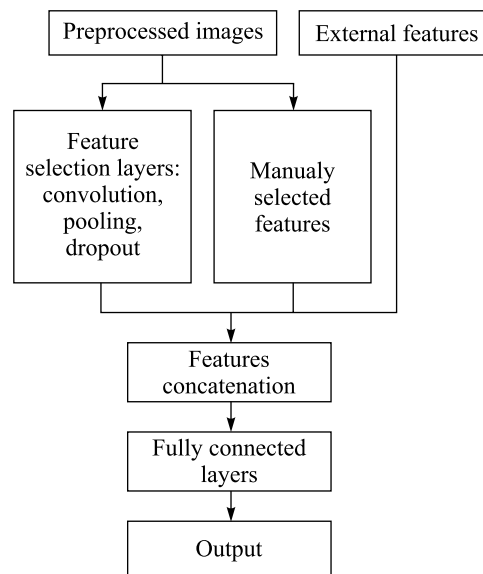 Preprocessed images
External features
Feature
selection layers:
convolution,
pooling,
dropout
Manualy
selected
features
Features
concatenation
Fully connected
layers
Output